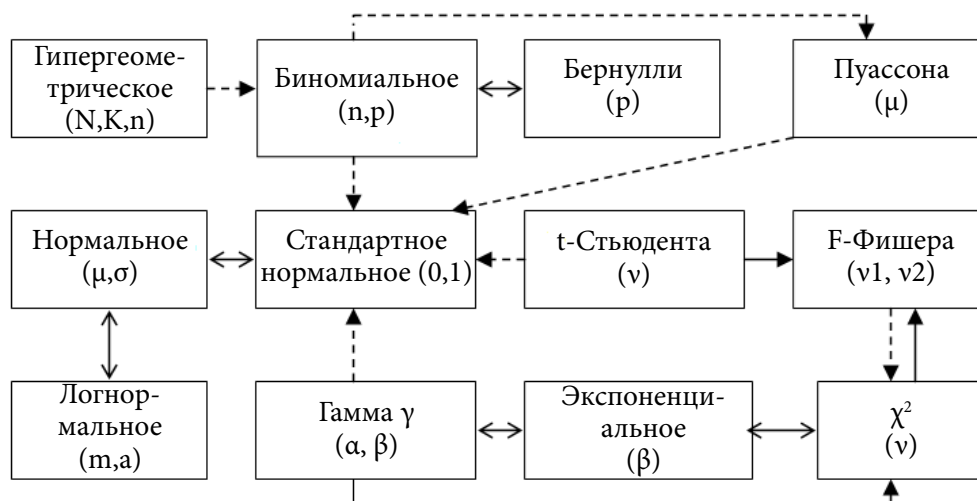 Гипергеоме-
трическое
(N,K,n)
Биномиальное
(n,p)
Бернулли
(p)
Пуассона
(μ)
Нормальное
(μ,σ)
Стандартное
нормальное (0,1)
t-Стьюдента
(ν)
F-Фишера
(ν1, ν2)
Логнор-
мальное
(m,a)
Гамма γ
(α, β)
Экспоненци-
альное
(β)
χ²
(ν)